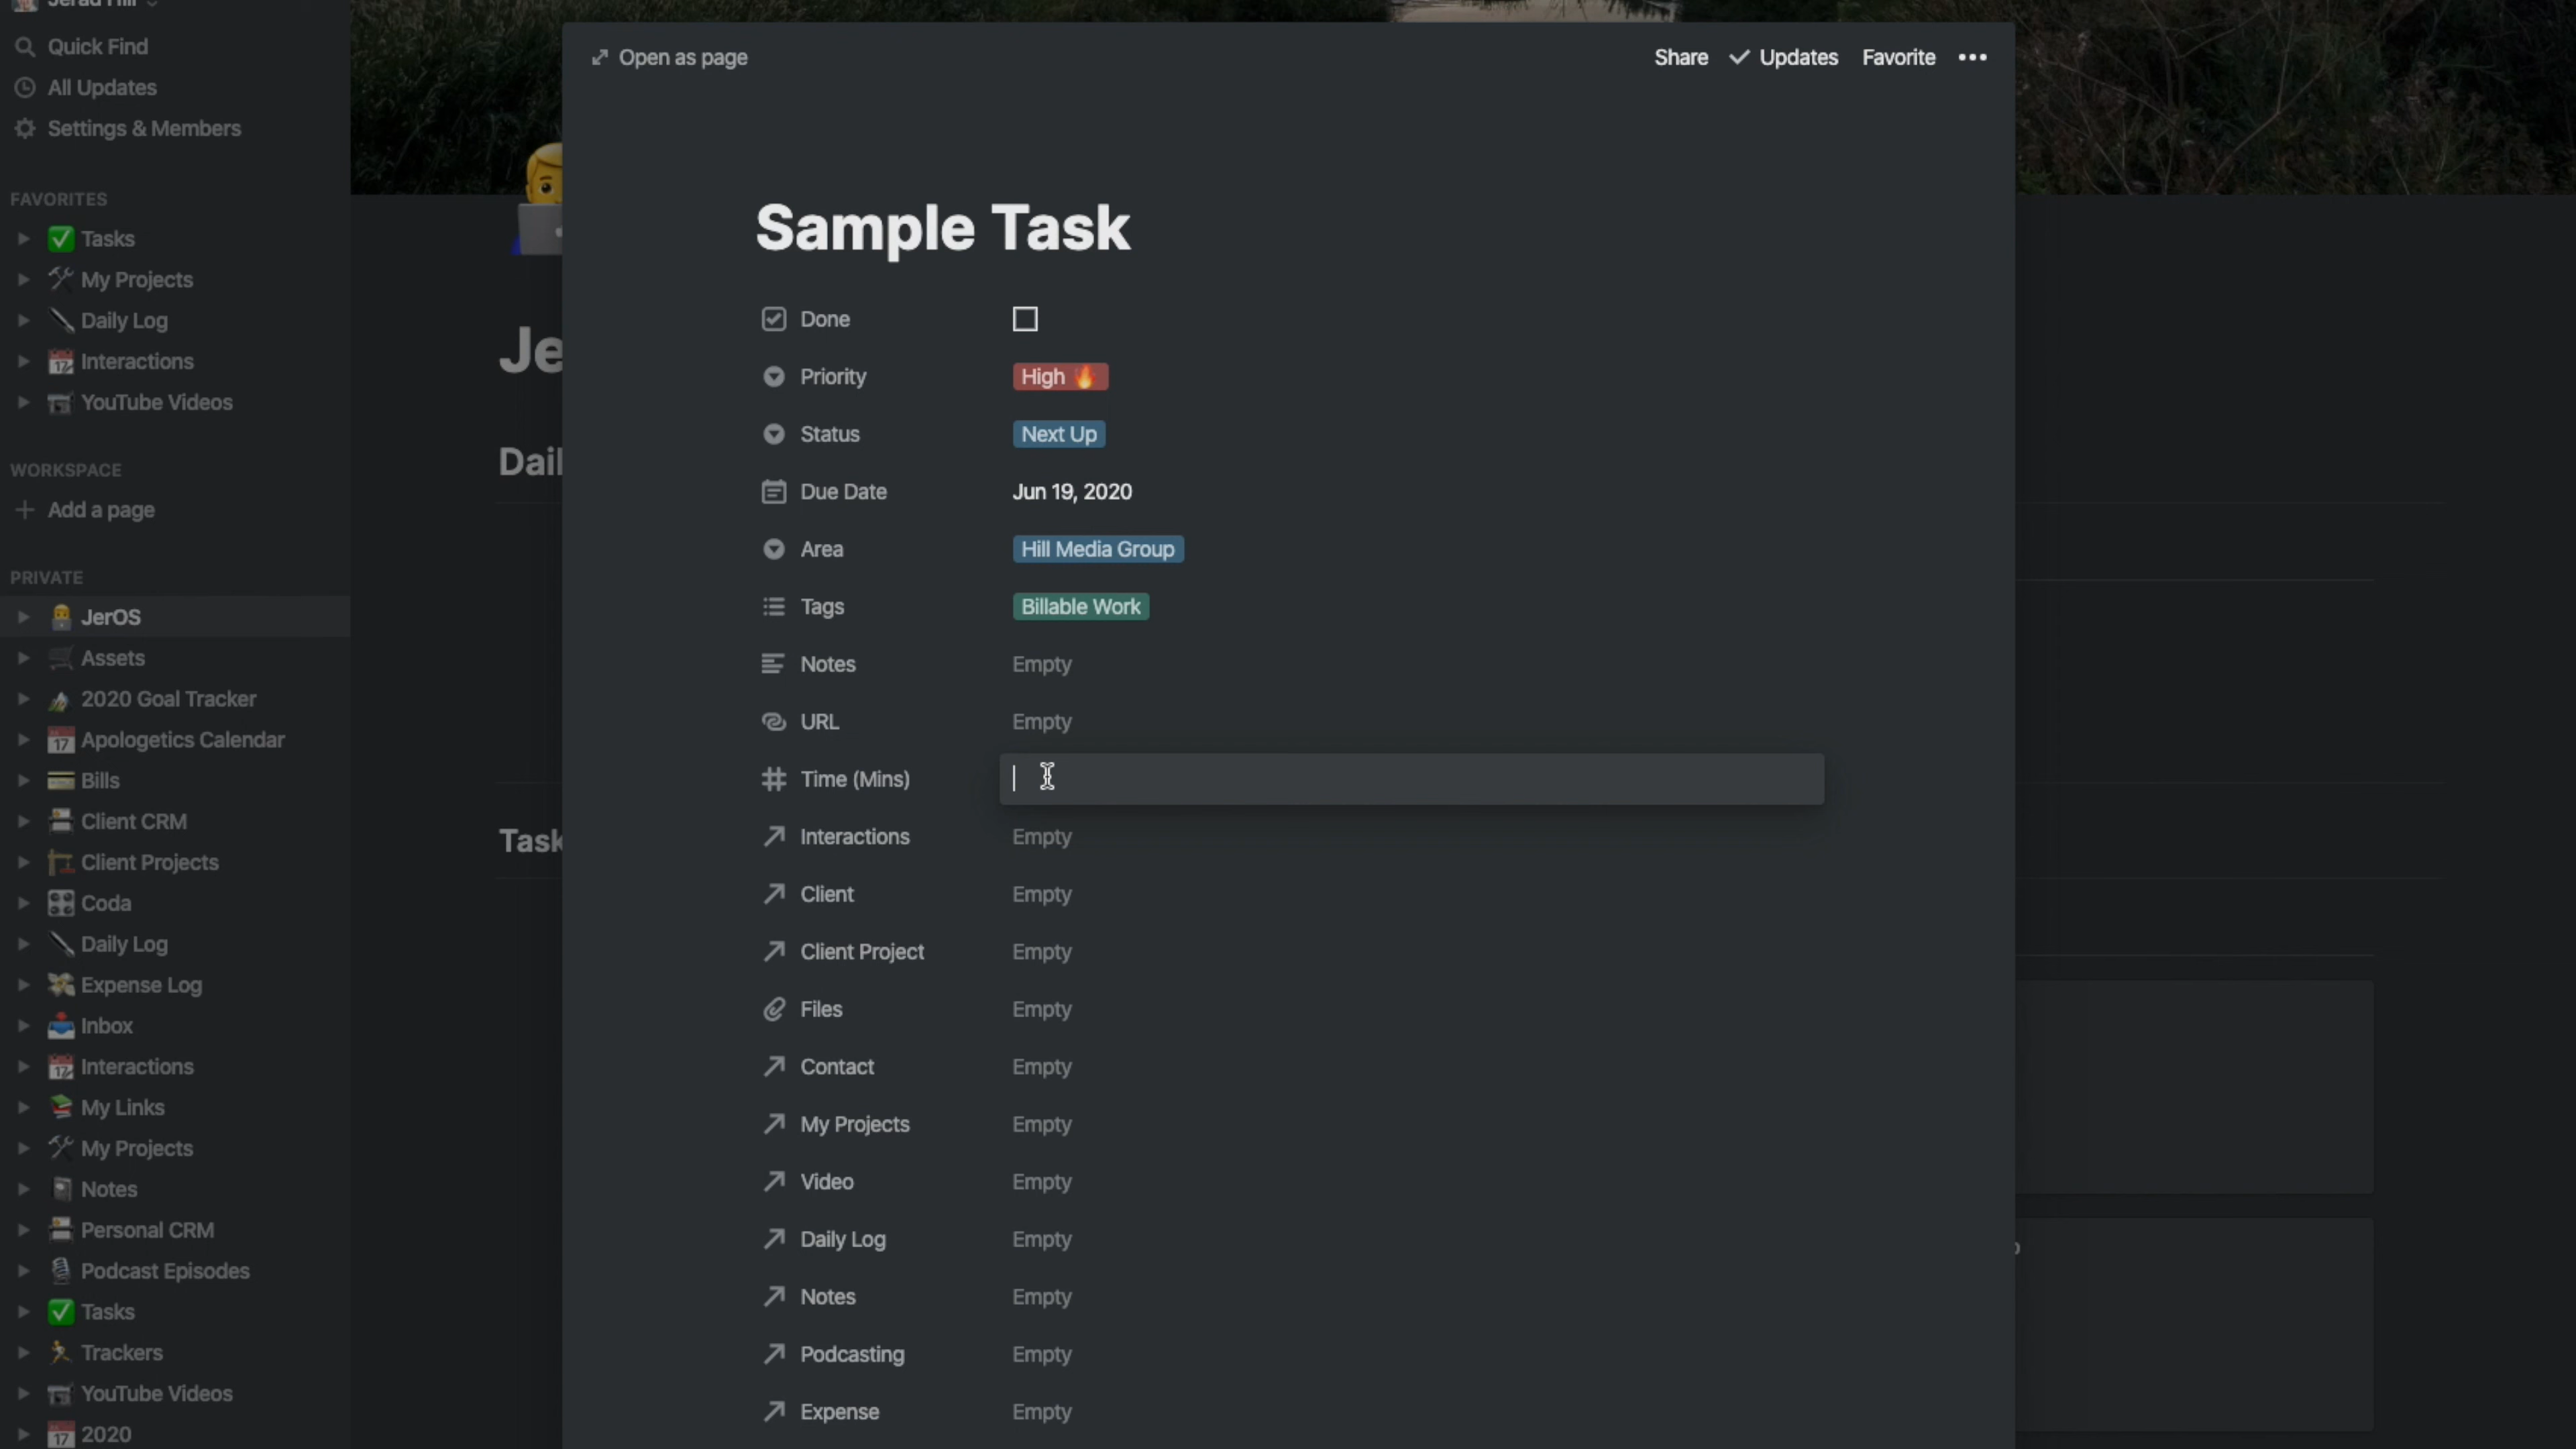 Jerad Hill
Quick Find
All Updates
Settings & Members
FAVORITES
Tasks
My Projects
Daily Log
Interactions
YouTube Videos
WORKSPACE
Add a page
PRIVATE
JerOS
Assets
2020 Goal Tracker
Apologetics Calendar
Bills
Client CRM
Client Projects
Coda
Daily Log
Expense Log
Inbox
Interactions
My Links
My Projects
Notes
Personal CRM
Podcast Episodes
Tasks
Trackers
YouTube Videos
2020
Je
Dail
Task
Open as page
Share Updates Favorite
Sample Task
Done
Priority High
Status Next Up
Due Date Jun 19, 2020
Area Hill Media Group
Tags Billable Work
Notes Empty
URL Empty
Time (Mins)
Interactions Empty
Client Empty
Client Project Empty
Files Empty
Contact Empty
My Projects Empty
Video Empty
Daily Log Empty
Notes Empty
Podcasting Empty
Expense Empty